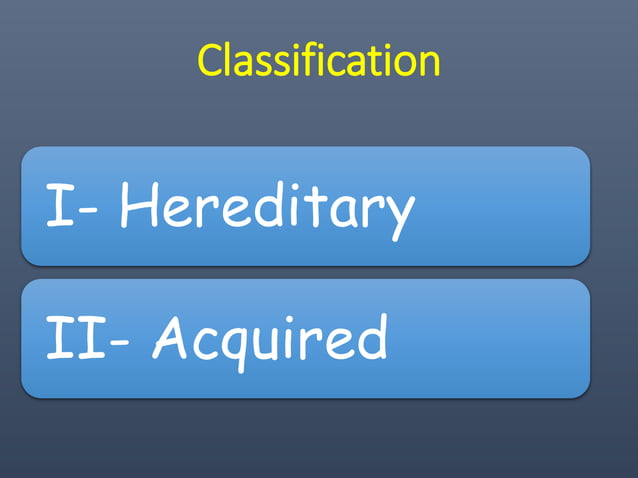 Classification
I- Hereditary
II- Acquired